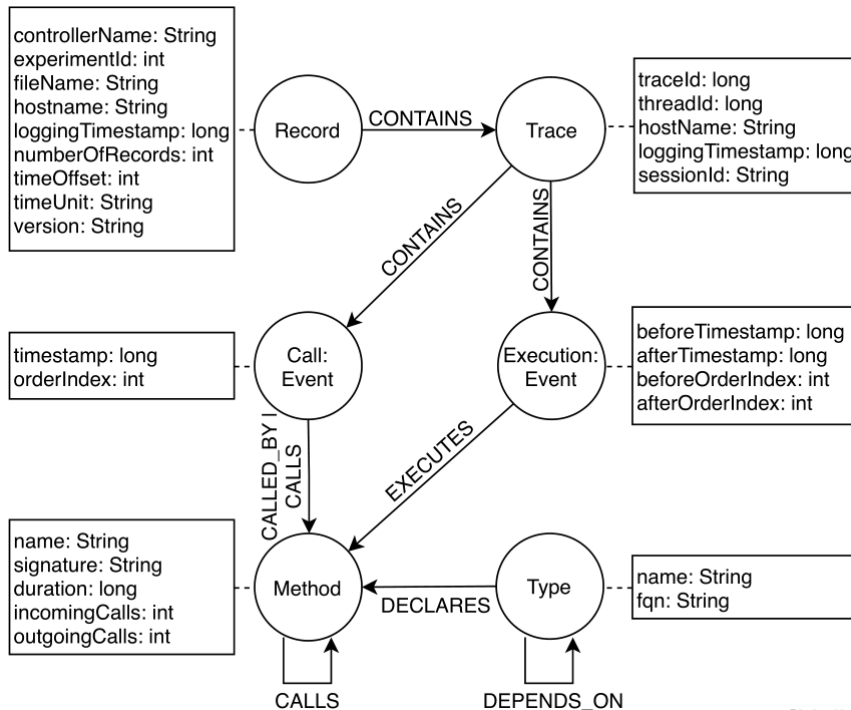 controllerName: String
experimentId: int
fileName: String
hostname: String
loggingTimestamp: long
numberOfRecords: int
timeOffset: int
timeUnit: String
version: String
Record
CONTAINS
Trace
traceId: long
threadId: long
hostName: String
loggingTimestamp: long
sessionId: String
CONTAINS
CONTAINS
timestamp: long
orderIndex: int
Call:
Event
Execution:
Event
beforeTimestamp: long
afterTimestamp: long
beforeOrderIndex: int
afterOrderIndex: int
CALLED_BY |
CALLS
EXECUTES
name: String
signature: String
duration: long
incomingCalls: int
outgoingCalls: int
Method
DECLARES
Type
name: String
fqn: String
CALLS
DEPENDS_ON